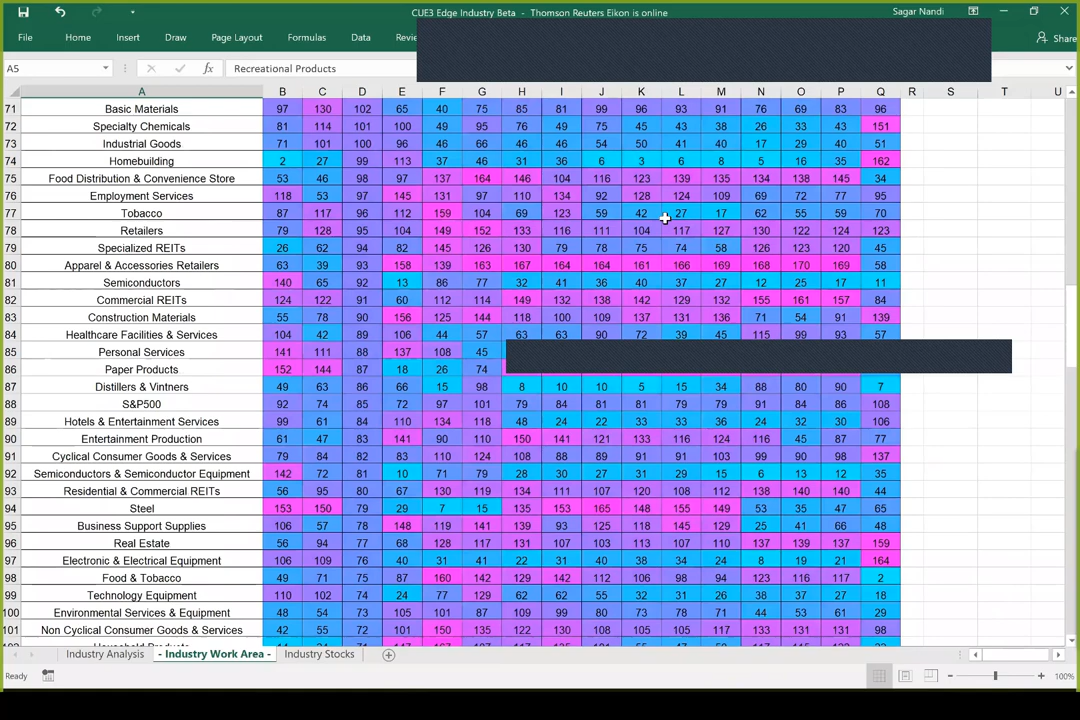 CUE3 Edge Industry Beta - Thomson Reuters Eikon is online
Sagar Nandi
File Home Insert Draw Page Layout Formulas Data Revie
Share
A5 fx Recreational Products
A B C D E F G H I J K L M N O P Q R S T U
71 Basic Materials 97 130 102 65 40 75 85 81 99 96 93 91 76 69 83 96
72 Specialty Chemicals 81 114 101 100 49 95 76 49 75 45 43 38 26 33 43 151
73 Industrial Goods 71 101 100 96 46 66 46 46 54 50 41 40 17 29 40 51
74 Homebuilding 2 27 99 113 37 46 31 36 6 3 6 8 5 16 35 162
75 Food Distribution & Convenience Store 53 46 98 97 137 164 146 104 116 123 139 135 134 138 145 34
76 Employment Services 118 53 97 145 131 97 110 134 92 128 124 109 69 72 77 95
77 Tobacco 87 117 96 112 159 104 69 123 59 42 27 17 62 55 59 70
78 Retailers 79 128 95 104 149 152 133 116 111 104 117 127 130 122 124 123
79 Specialized REITs 26 62 94 82 145 126 130 79 78 75 74 58 126 123 120 45
80 Apparel & Accessories Retailers 63 39 93 158 139 163 167 164 164 161 166 169 168 170 169 58
81 Semiconductors 140 65 92 13 86 77 32 41 36 40 37 27 12 25 17 11
82 Commercial REITs 124 122 91 60 112 114 149 132 138 142 129 132 155 161 157 84
83 Construction Materials 55 78 90 156 125 144 118 100 109 137 131 136 71 54 91 139
84 Healthcare Facilities & Services 104 42 89 106 44 57 63 63 90 72 39 45 115 99 93 57
85 Personal Services 141 111 88 137 108 45
86 Paper Products 152 144 87 18 26 74
87 Distillers & Vintners 49 63 86 66 15 98 8 10 10 5 15 34 88 80 90 7
88 S&P500 92 74 85 72 97 101 79 84 81 79 79 92 91 84 86 108
89 Hotels & Entertainment Services 99 61 84 110 134 118 48 24 22 33 33 36 24 32 30 106
90 Entertainment Production 61 47 83 141 90 110 150 141 121 133 116 124 116 45 87 77
91 Cyclical Consumer Goods & Services 79 84 82 83 110 124 108 88 89 91 91 103 99 90 98 137
92 Semiconductors & Semiconductor Equipment 142 72 81 10 71 79 28 30 27 31 29 15 6 13 12 35
93 Residential & Commercial REITs 56 95 80 67 130 119 134 111 107 120 108 112 138 140 140 44
94 Steel 153 150 79 29 7 15 135 153 165 148 155 149 53 35 47 65
95 Business Support Supplies 106 57 78 148 119 141 139 93 125 118 145 129 25 41 66 48
96 Real Estate 56 94 77 68 128 117 131 107 103 113 107 110 137 139 137 159
97 Electronic & Electrical Equipment 106 109 76 40 31 41 22 31 40 38 34 24 8 19 21 164
98 Food & Tobacco 49 71 75 87 160 142 129 142 112 106 98 94 123 116 117 2
99 Technology Equipment 110 102 74 24 77 129 62 62 55 32 31 26 38 37 27 18
100 Environmental Services & Equipment 48 54 73 105 101 87 109 99 80 73 78 71 44 53 61 29
101 Non Cyclical Consumer Goods & Services 42 55 72 101 150 135 122 130 108 105 105 117 133 131 131 98
Industry Analysis - Industry Work Area - Industry Stocks
Ready 100%